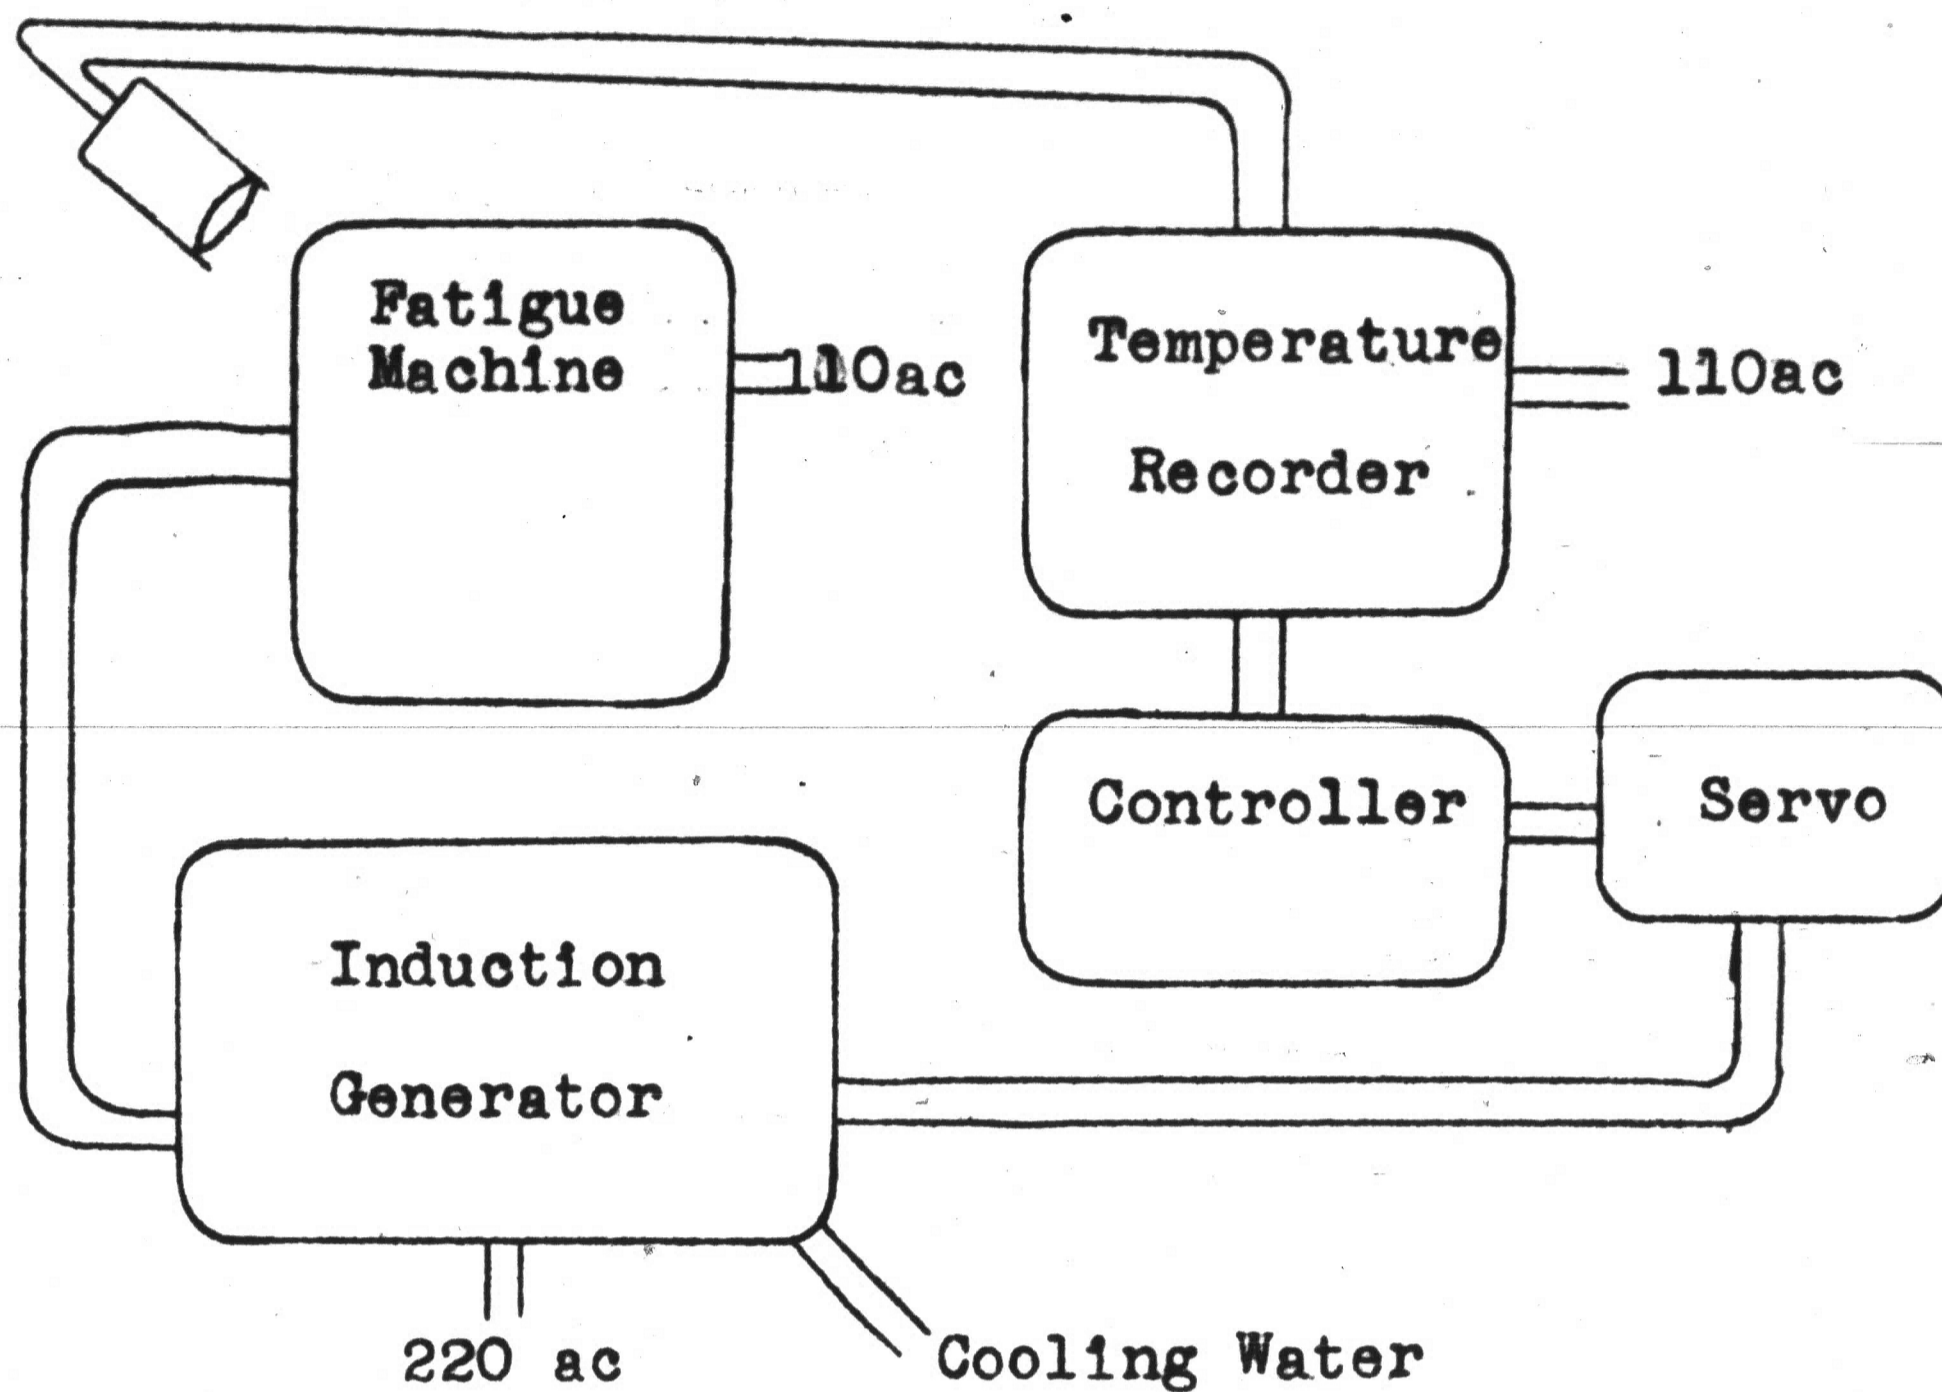 Fatigue
Machine
110ac
Temperature
Recorder
110ac
Controller
Servo
Induction
Generator
220 ac
Cooling Water